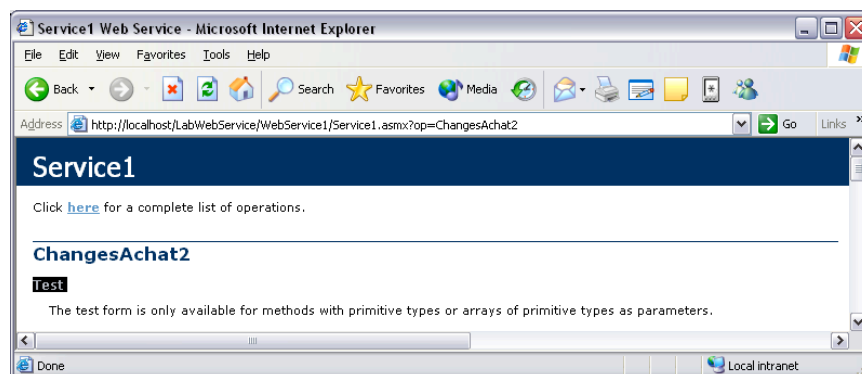 Service1 Web Service - Microsoft Internet Explorer
File Edit View Favorites Tools Help
Back Search Favorites Media
Address http://localhost/LabWebService/WebService1/Service1.asmx?op=ChangesAchat2 Go Links »
Service1
Click here for a complete list of operations.
ChangesAchat2
Test
The test form is only available for methods with primitive types or arrays of primitive types as parameters.
Done Local intranet